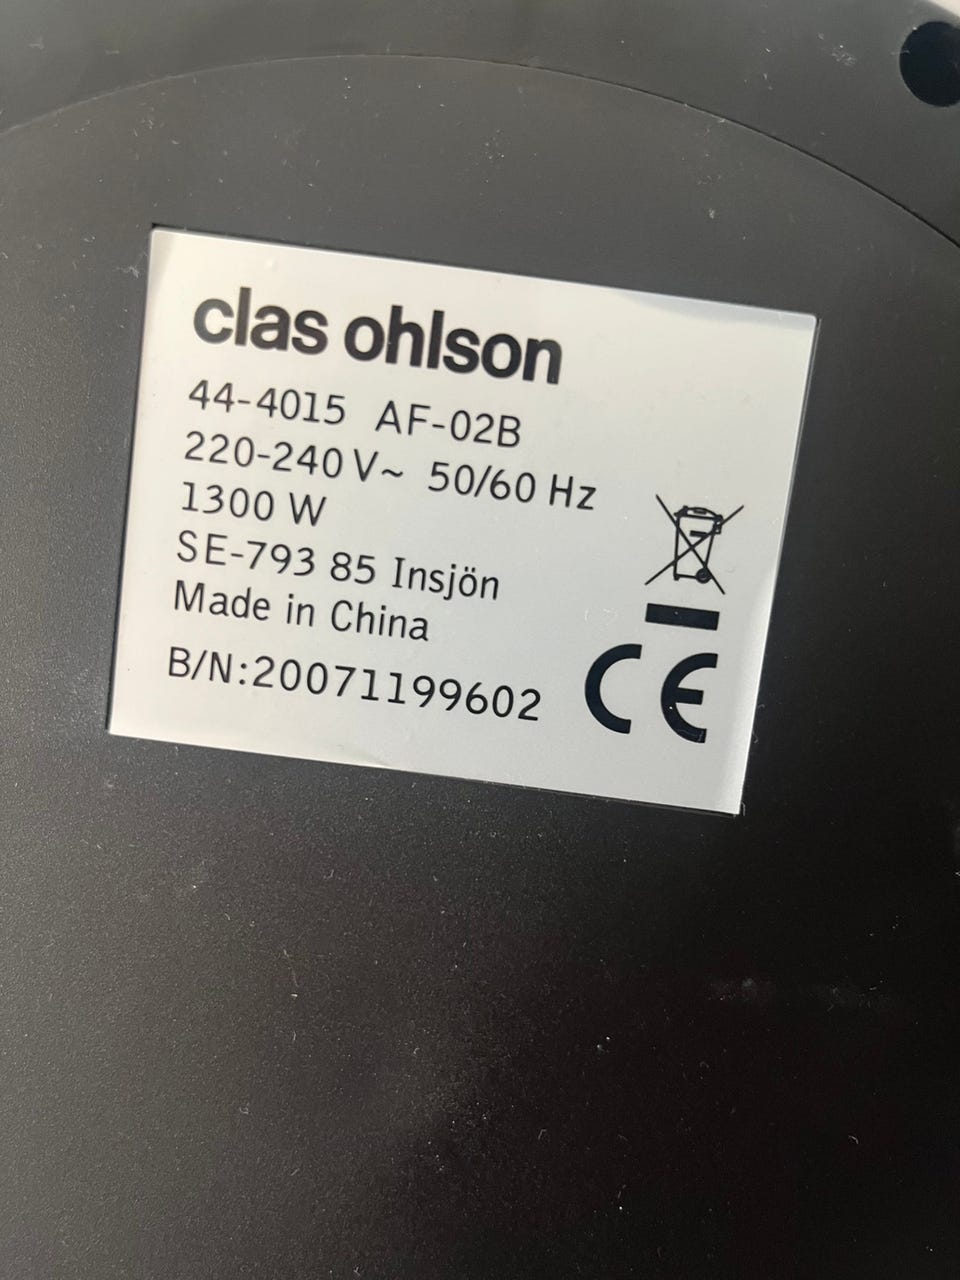 clas ohlson
44-4015 AF-02B
220-240 V~ 50/60 Hz
1300 W
SE-793 85 Insjön
Made in China
B/N:20071199602
CE